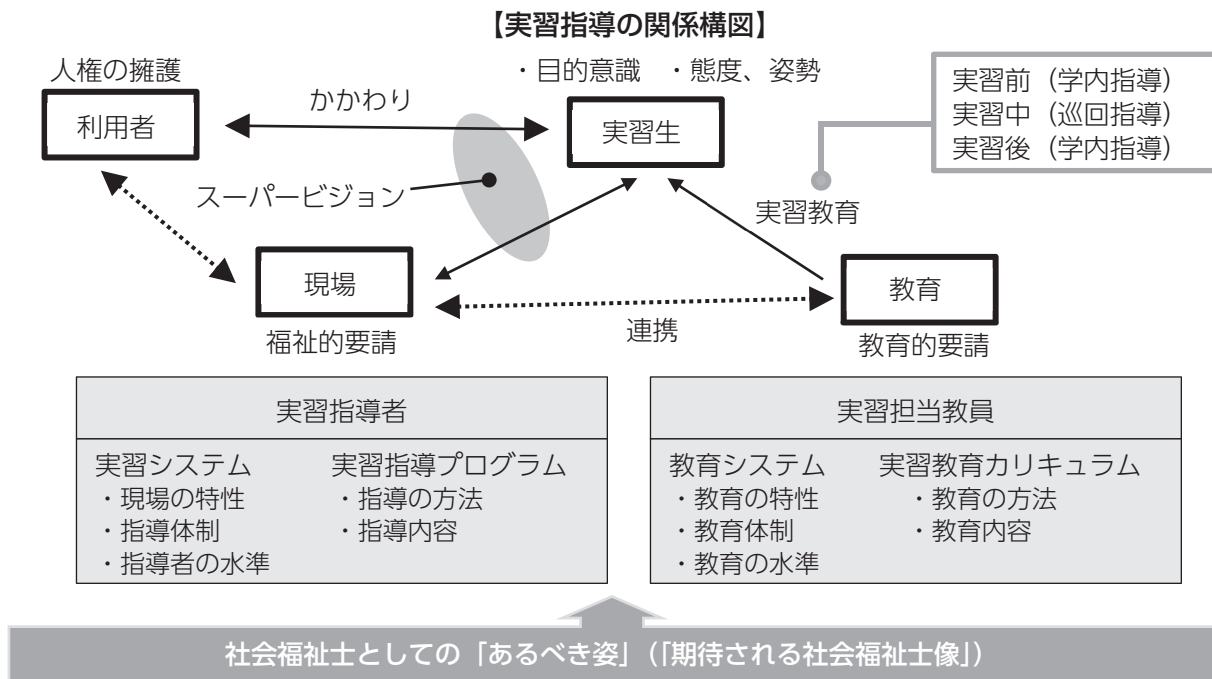 【実習指導の関係構図】
人権の擁護
・目的意識　・態度、姿勢
利用者
かかわり
実習生
実習前（学内指導）
実習中（巡回指導）
実習後（学内指導）
スーパービジョン
実習教育
現場
教育
福祉的要請
連携
教育的要請
実習指導者
実習システム
・現場の特性
・指導体制
・指導者の水準
実習指導プログラム
・指導の方法
・指導内容
実習担当教員
教育システム
・教育の特性
・教育体制
・教育の水準
実習教育カリキュラム
・教育の方法
・教育内容
社会福祉士としての「あるべき姿」（「期待される社会福祉士像」）